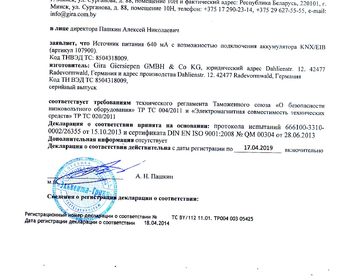 Минск, ул. Сурганова, д. 88, помещение 10Н, фактический адрес: Республика Беларусь, 220101, г.
Минск, ул. Сурганова, д. 88, помещение 10Н, телефон: +375 17 290-23-14, +375 29 627-55-55, e-mail:
info@gira.com.by
в лице директора Пашкин Алексей Николаевич
заявляет, что Источник питания 640 мА с возможностью подключения аккумулятора KNX/EIB
(артикул 107900).
Код ТНВЭД ТС: 8504318009,
изготовитель: Gira Giersiepen GMBH & Co KG, юридический адрес Dahlienstr. 12. 42477
Radevormwald, Германия и адрес производства Dahlienstr. 12. 42477 Radevormwald, Германия
Код ТН ВЭД ТС: 8504318009,
серийный выпуск
соответствует требованиям технического регламента Таможенного союза «О безопасности
низковольтного оборудования» ТР ТС 004/2011 и «Электромагнитная совместимость технических
средств» ТР ТС 020/2011
Декларация о соответствии принята на основании: протокола испытаний 666100-3310-
0002/26355 от 15.10.2013 и сертификата DIN EN ISO 9001:2008 № QM 00304 от 28.06.2013
Дополнительная информация отсутствует
Декларация о соответствии действительна с даты регистрации по 17.04.2019 включительно
А. Н. Пашкин
Сведения о регистрации декларации о соответствии:
Регистрационный номер декларации о соответствии № ТС BY/112 11.01. ТР004 003 05425
Дата регистрации декларации о соответствии 18.04.2014